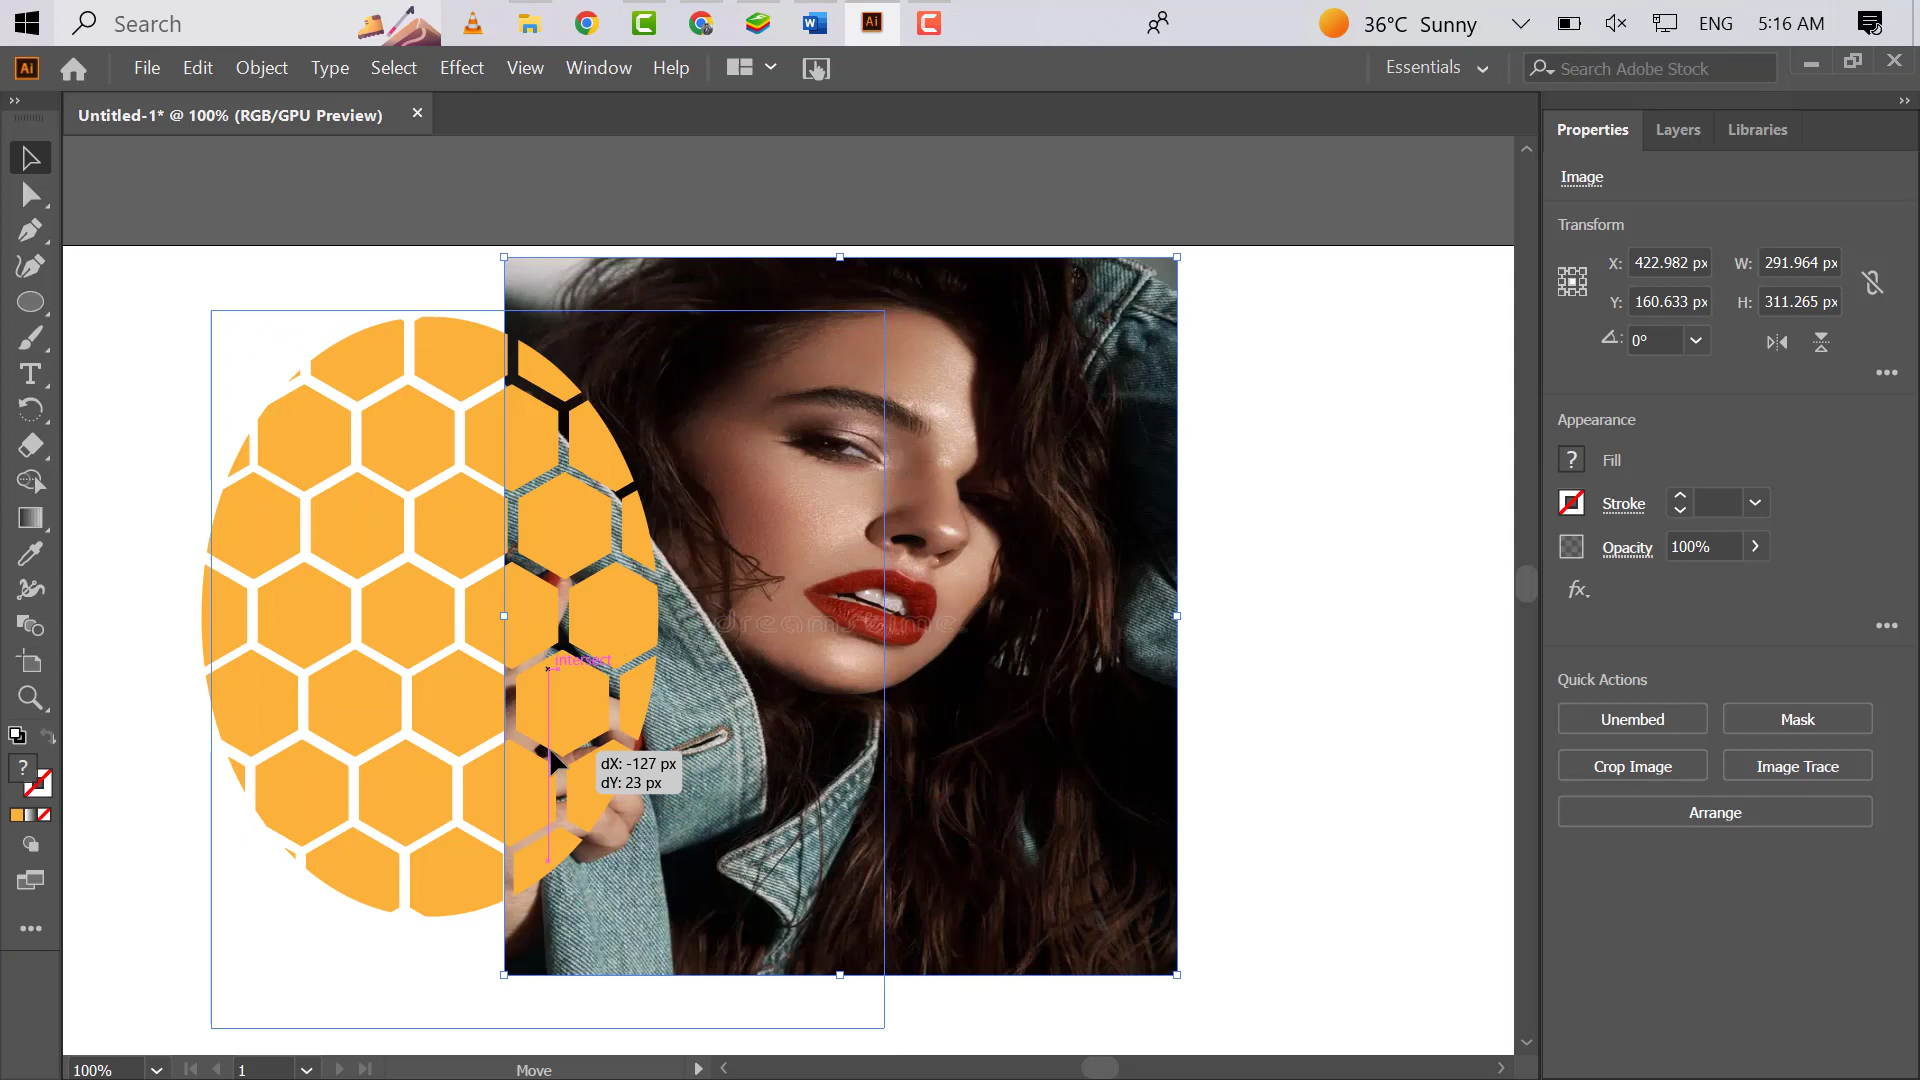 Search
36°C Sunny
ENG
5:16 AM
Ai
File Edit Object Type Select Effect View Window Help
Essentials
Search Adobe Stock
Untitled-1* @ 100% (RGB/GPU Preview)
Properties Layers Libraries
Image
Transform
X: 422.982 px W: 291.964 px
Y: 160.633 px H: 311.265 px
0°
Appearance
? Fill
Stroke
Opacity 100%
fx.
Quick Actions
Unembed Mask
Crop Image Image Trace
Arrange
dreamstime
intersect
dX: -127 px
dY: 23 px
?
100% 1 Move